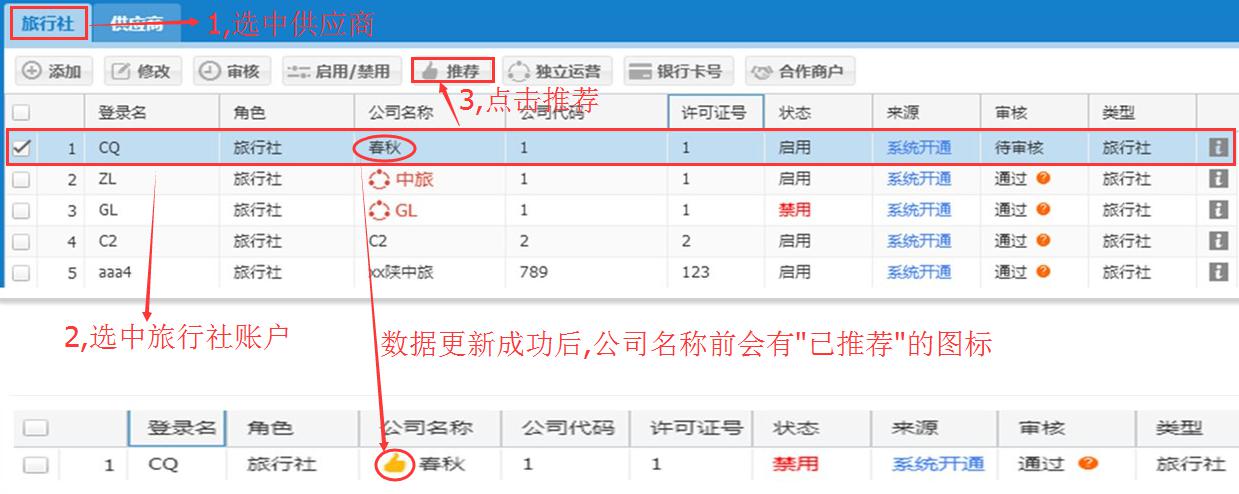 旅行社 供应商 1,选中供应商
添加 修改 审核 启用/禁用 推荐 独立运营 银行卡号 合作商户
3,点击推荐
登录名 角色 公司名称 公司代码 许可证号 状态 来源 审核 类型
1 CQ 旅行社 春秋 1 1 启用 系统开通 待审核 旅行社
2 ZL 旅行社 中旅 1 1 启用 系统开通 通过 旅行社
3 GL 旅行社 GL 1 1 禁用 系统开通 通过 旅行社
4 C2 旅行社 C2 2 2 启用 系统开通 通过 旅行社
5 aaa4 旅行社 xx陕中旅 789 123 启用 系统开通 通过 旅行社
2,选中旅行社账户
数据更新成功后,公司名称前会有"已推荐"的图标
登录名 角色 公司名称 公司代码 许可证号 状态 来源 审核 类型
1 CQ 旅行社 春秋 1 1 禁用 系统开通 通过 旅行社